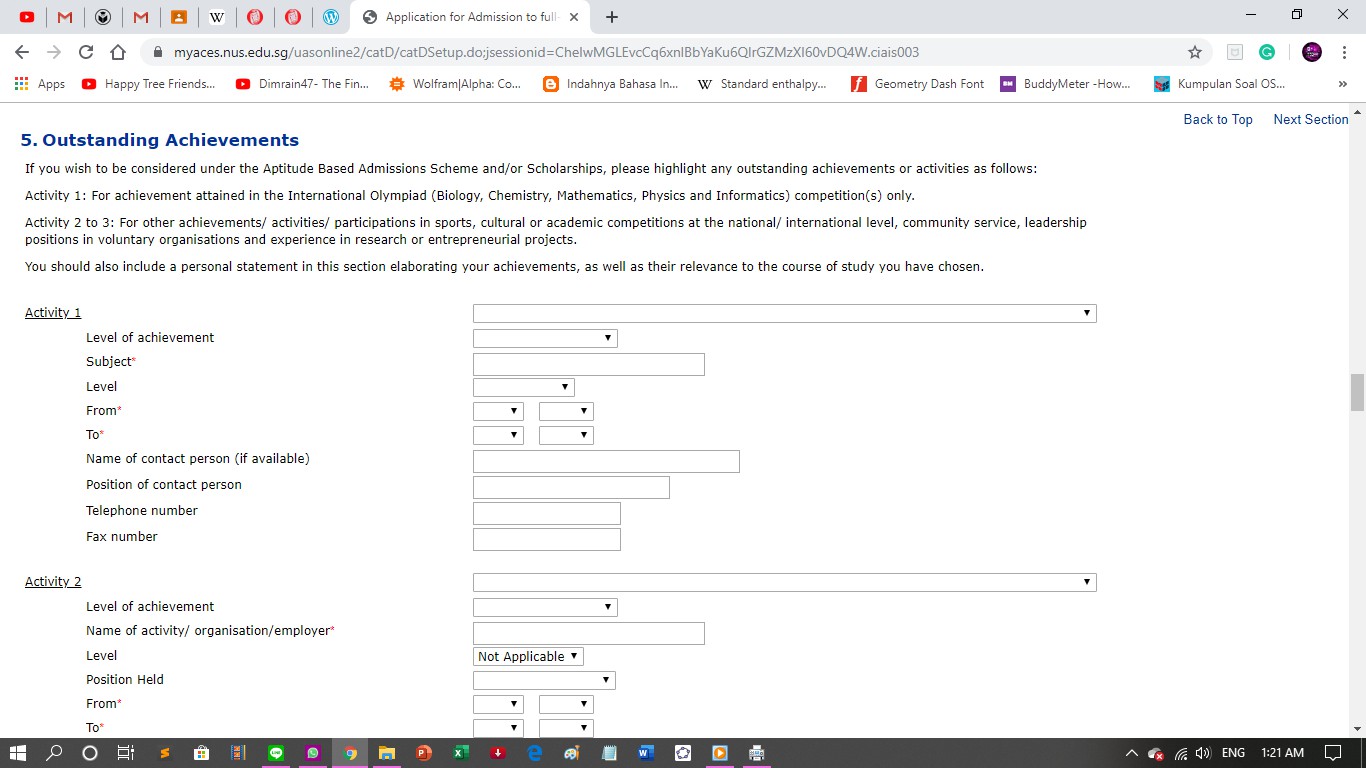 Application for Admission to full-
myaces.nus.edu.sg/uasonline2/catD/catDSetup.do;jsessionid=CheIwMGLEvcCq6xnlBbYaKu6QIrGZMzXl60vDQ4W.ciais003
Apps Happy Tree Friends... Dimrain47- The Fin... Wolfram|Alpha: Co... Indahnya Bahasa In... W Standard enthalpy... Geometry Dash Font BuddyMeter -How... Kumpulan Soal OS... »
Back to Top Next Section
5. Outstanding Achievements
If you wish to be considered under the Aptitude Based Admissions Scheme and/or Scholarships, please highlight any outstanding achievements or activities as follows:
Activity 1: For achievement attained in the International Olympiad (Biology, Chemistry, Mathematics, Physics and Informatics) competition(s) only.
Activity 2 to 3: For other achievements/ activities/ participations in sports, cultural or academic competitions at the national/ international level, community service, leadership
positions in voluntary organisations and experience in research or entrepreneurial projects.
You should also include a personal statement in this section elaborating your achievements, as well as their relevance to the course of study you have chosen.
Activity 1
Level of achievement
Subject*
Level
From*
To*
Name of contact person (if available)
Position of contact person
Telephone number
Fax number
Activity 2
Level of achievement
Name of activity/ organisation/employer*
Level Not Applicable
Position Held
From*
To*
ENG 1:21 AM